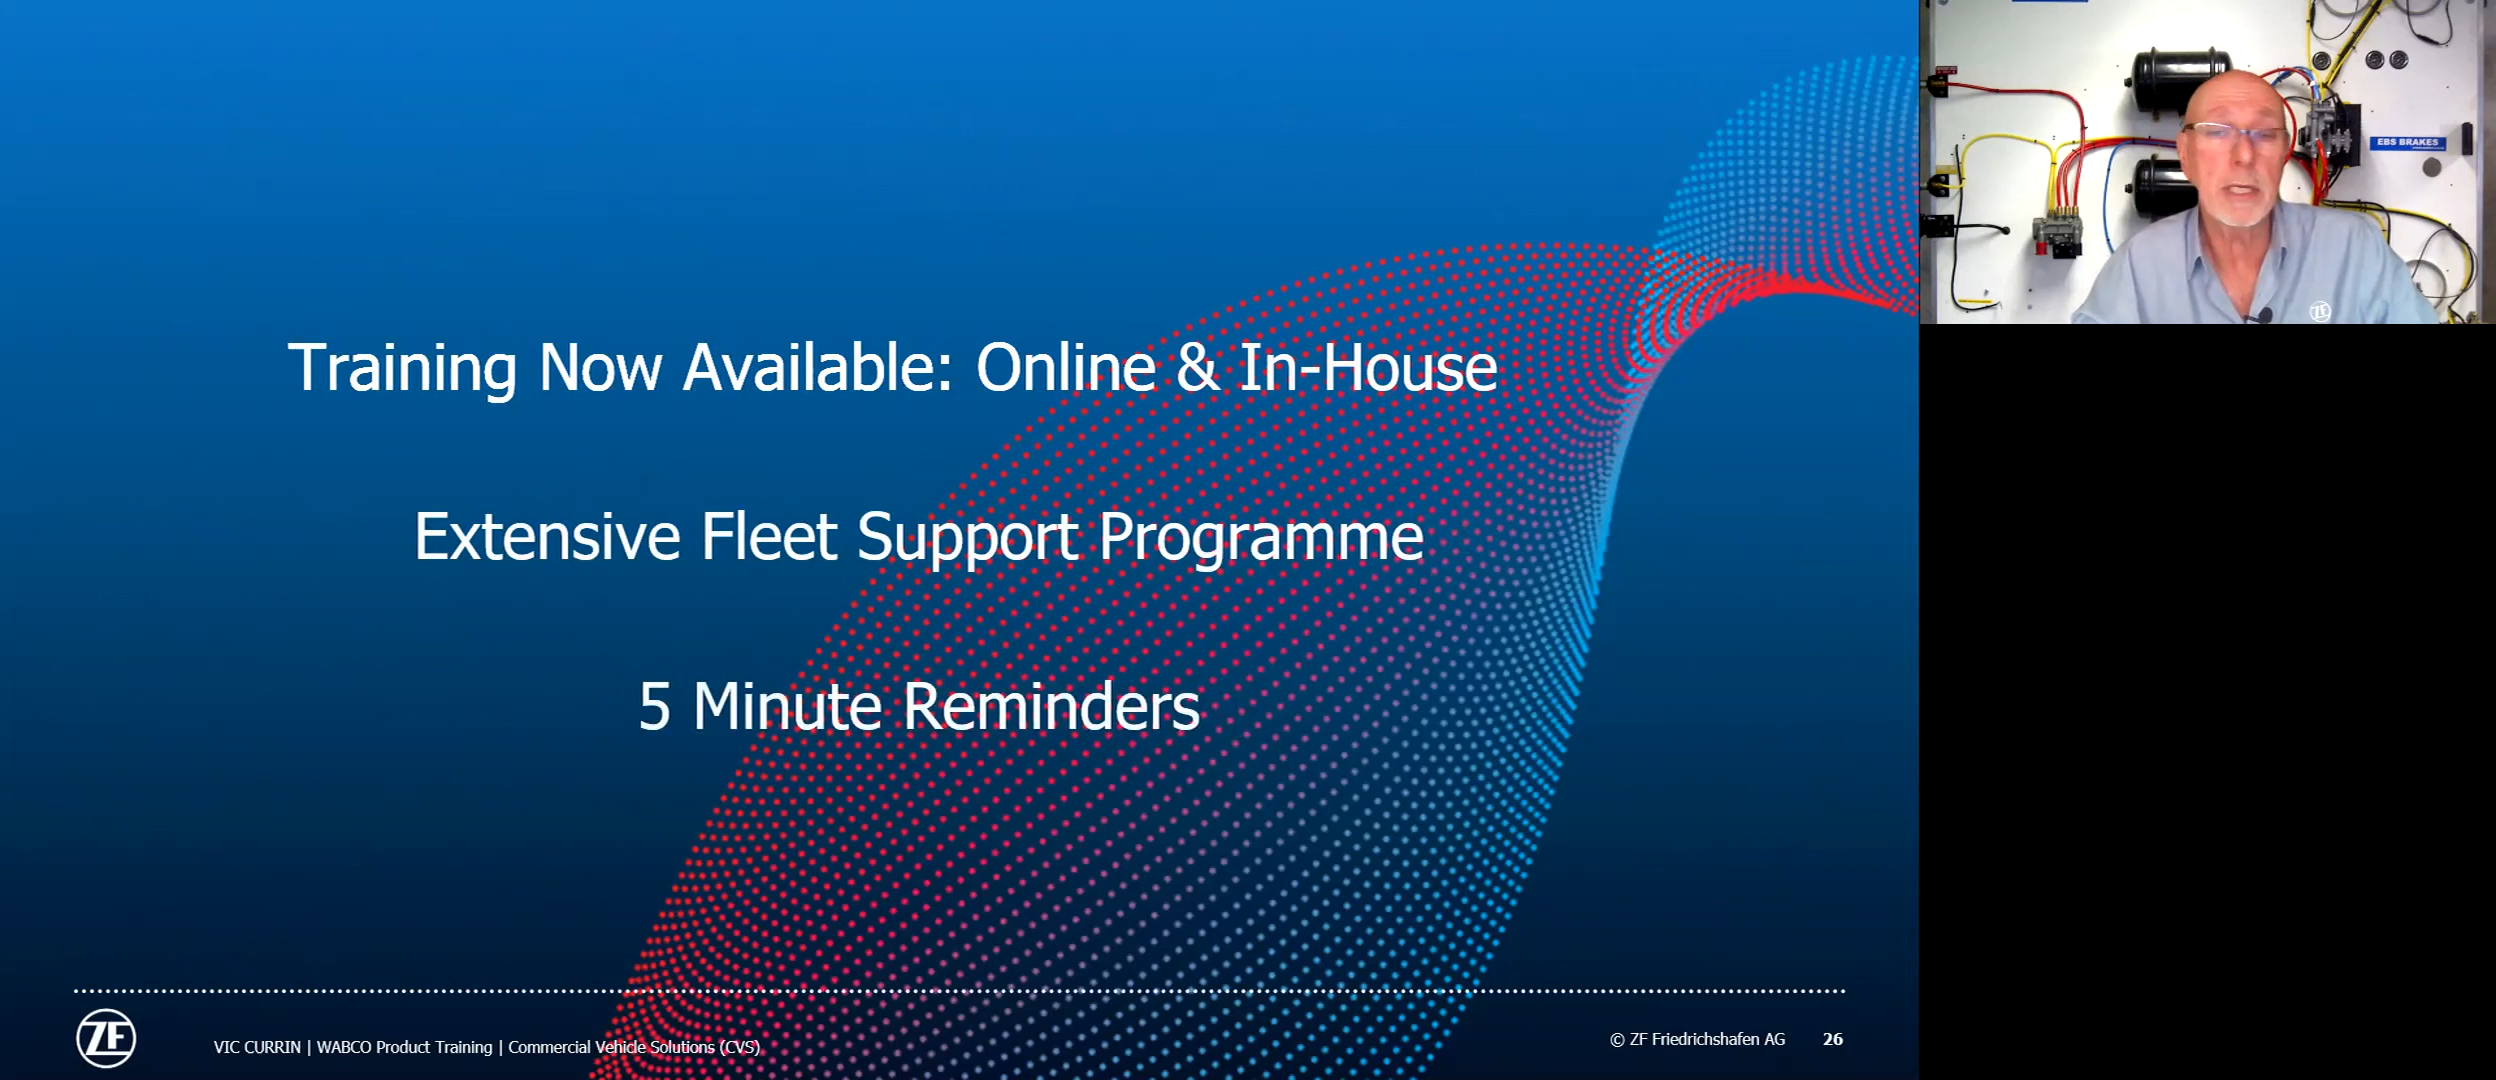 Training Now Available: Online & In-House
Extensive Fleet Support Programme
5 Minute Reminders
ZF
VIC CURRIN | WABCO Product Training | Commercial Vehicle Solutions (CVS)
© ZF Friedrichshafen AG 26
EBS BRAKES
ZF